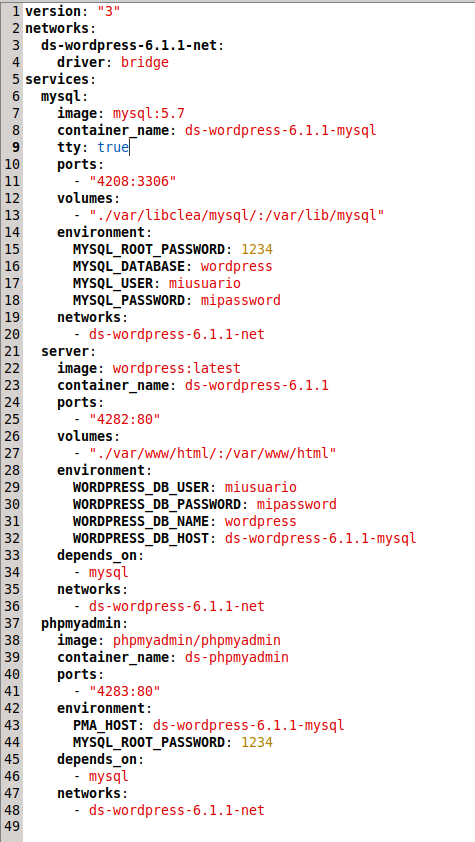 1 version: "3"
2 networks:
3   ds-wordpress-6.1.1-net:
4     driver: bridge
5 services:
6   mysql:
7     image: mysql:5.7
8     container_name: ds-wordpress-6.1.1-mysql
9     tty: true
10     ports:
11       - "4208:3306"
12     volumes:
13       - "./var/libclea/mysql/:/var/lib/mysql"
14     environment:
15       MYSQL_ROOT_PASSWORD: 1234
16       MYSQL_DATABASE: wordpress
17       MYSQL_USER: miusuario
18       MYSQL_PASSWORD: mipassword
19     networks:
20       - ds-wordpress-6.1.1-net
21   server:
22     image: wordpress:latest
23     container_name: ds-wordpress-6.1.1
24     ports:
25       - "4282:80"
26     volumes:
27       - "./var/www/html/:/var/www/html"
28     environment:
29       WORDPRESS_DB_USER: miusuario
30       WORDPRESS_DB_PASSWORD: mipassword
31       WORDPRESS_DB_NAME: wordpress
32       WORDPRESS_DB_HOST: ds-wordpress-6.1.1-mysql
33     depends_on:
34       - mysql
35     networks:
36       - ds-wordpress-6.1.1-net
37   phpmyadmin:
38     image: phpmyadmin/phpmyadmin
39     container_name: ds-phpmyadmin
40     ports:
41       - "4283:80"
42     environment:
43       PMA_HOST: ds-wordpress-6.1.1-mysql
44       MYSQL_ROOT_PASSWORD: 1234
45     depends_on:
46       - mysql
47     networks:
48       - ds-wordpress-6.1.1-net
49